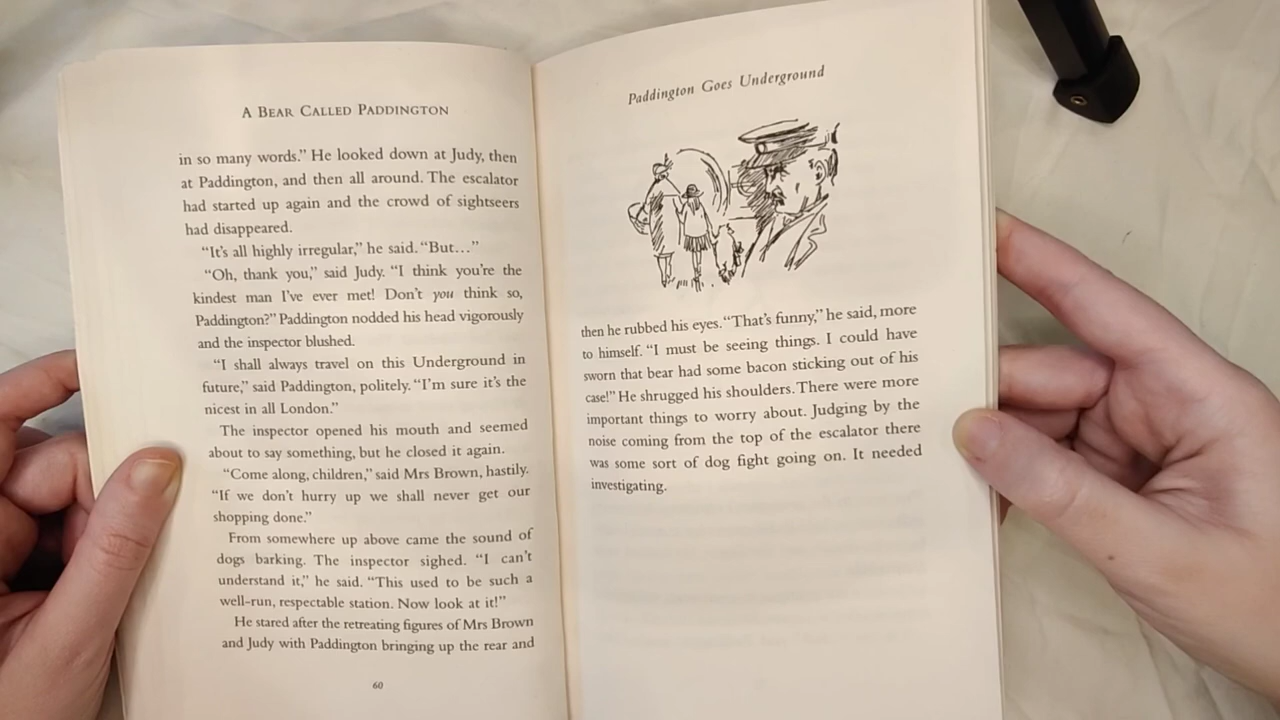 A BEAR CALLED PADDINGTON
in so many words.” He looked down at Judy, then
at Paddington, and then all around. The escalator
had started up again and the crowd of sightseers
had disappeared.
“It’s all highly irregular,” he said. “But…”
“Oh, thank you,” said Judy. “I think you’re the
kindest man I’ve ever met! Don’t you think so,
Paddington?” Paddington nodded his head vigorously
and the inspector blushed.
“I shall always travel on this Underground in
future,” said Paddington, politely. “I’m sure it’s the
nicest in all London.”
The inspector opened his mouth and seemed
about to say something, but he closed it again.
“Come along, children,” said Mrs Brown, hastily.
“If we don’t hurry up we shall never get our
shopping done.”
From somewhere up above came the sound of
dogs barking. The inspector sighed. “I can’t
understand it,” he said. “This used to be such a
well-run, respectable station. Now look at it!”
He stared after the retreating figures of Mrs Brown
and Judy with Paddington bringing up the rear and
60
Paddington Goes Underground
then he rubbed his eyes. “That’s funny,” he said, more
to himself. “I must be seeing things. I could have
sworn that bear had some bacon sticking out of his
case!” He shrugged his shoulders. There were more
important things to worry about. Judging by the
noise coming from the top of the escalator there
was some sort of dog fight going on. It needed
investigating.